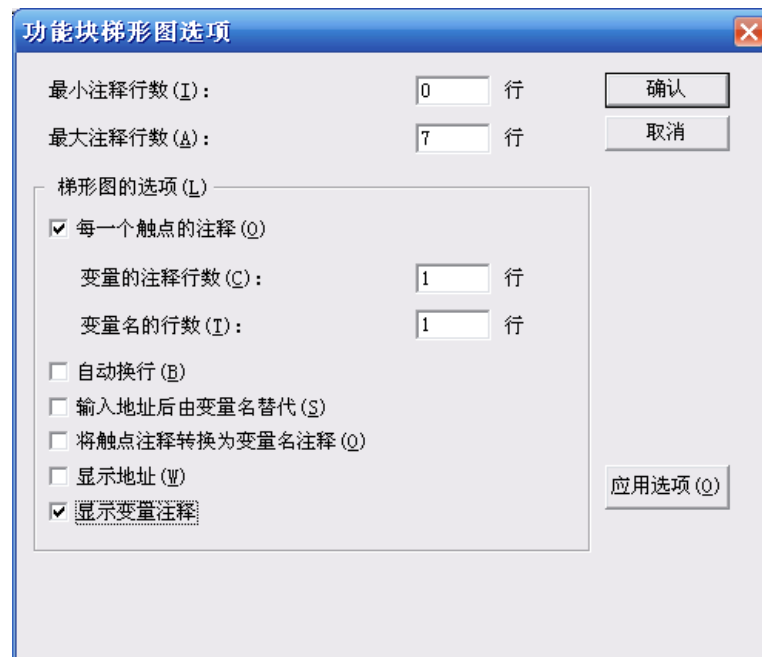 功能块梯形图选项
最小注释行数(I): 0 行 确认
最大注释行数(A): 7 行 取消
梯形图的选项(L)
每一个触点的注释(O)
变量的注释行数(C): 1 行
变量名的行数(T): 1 行
自动换行(B)
输入地址后由变量名替代(S)
将触点注释转换为变量名注释(O)
显示地址(W)
应用选项(O)
显示变量注释